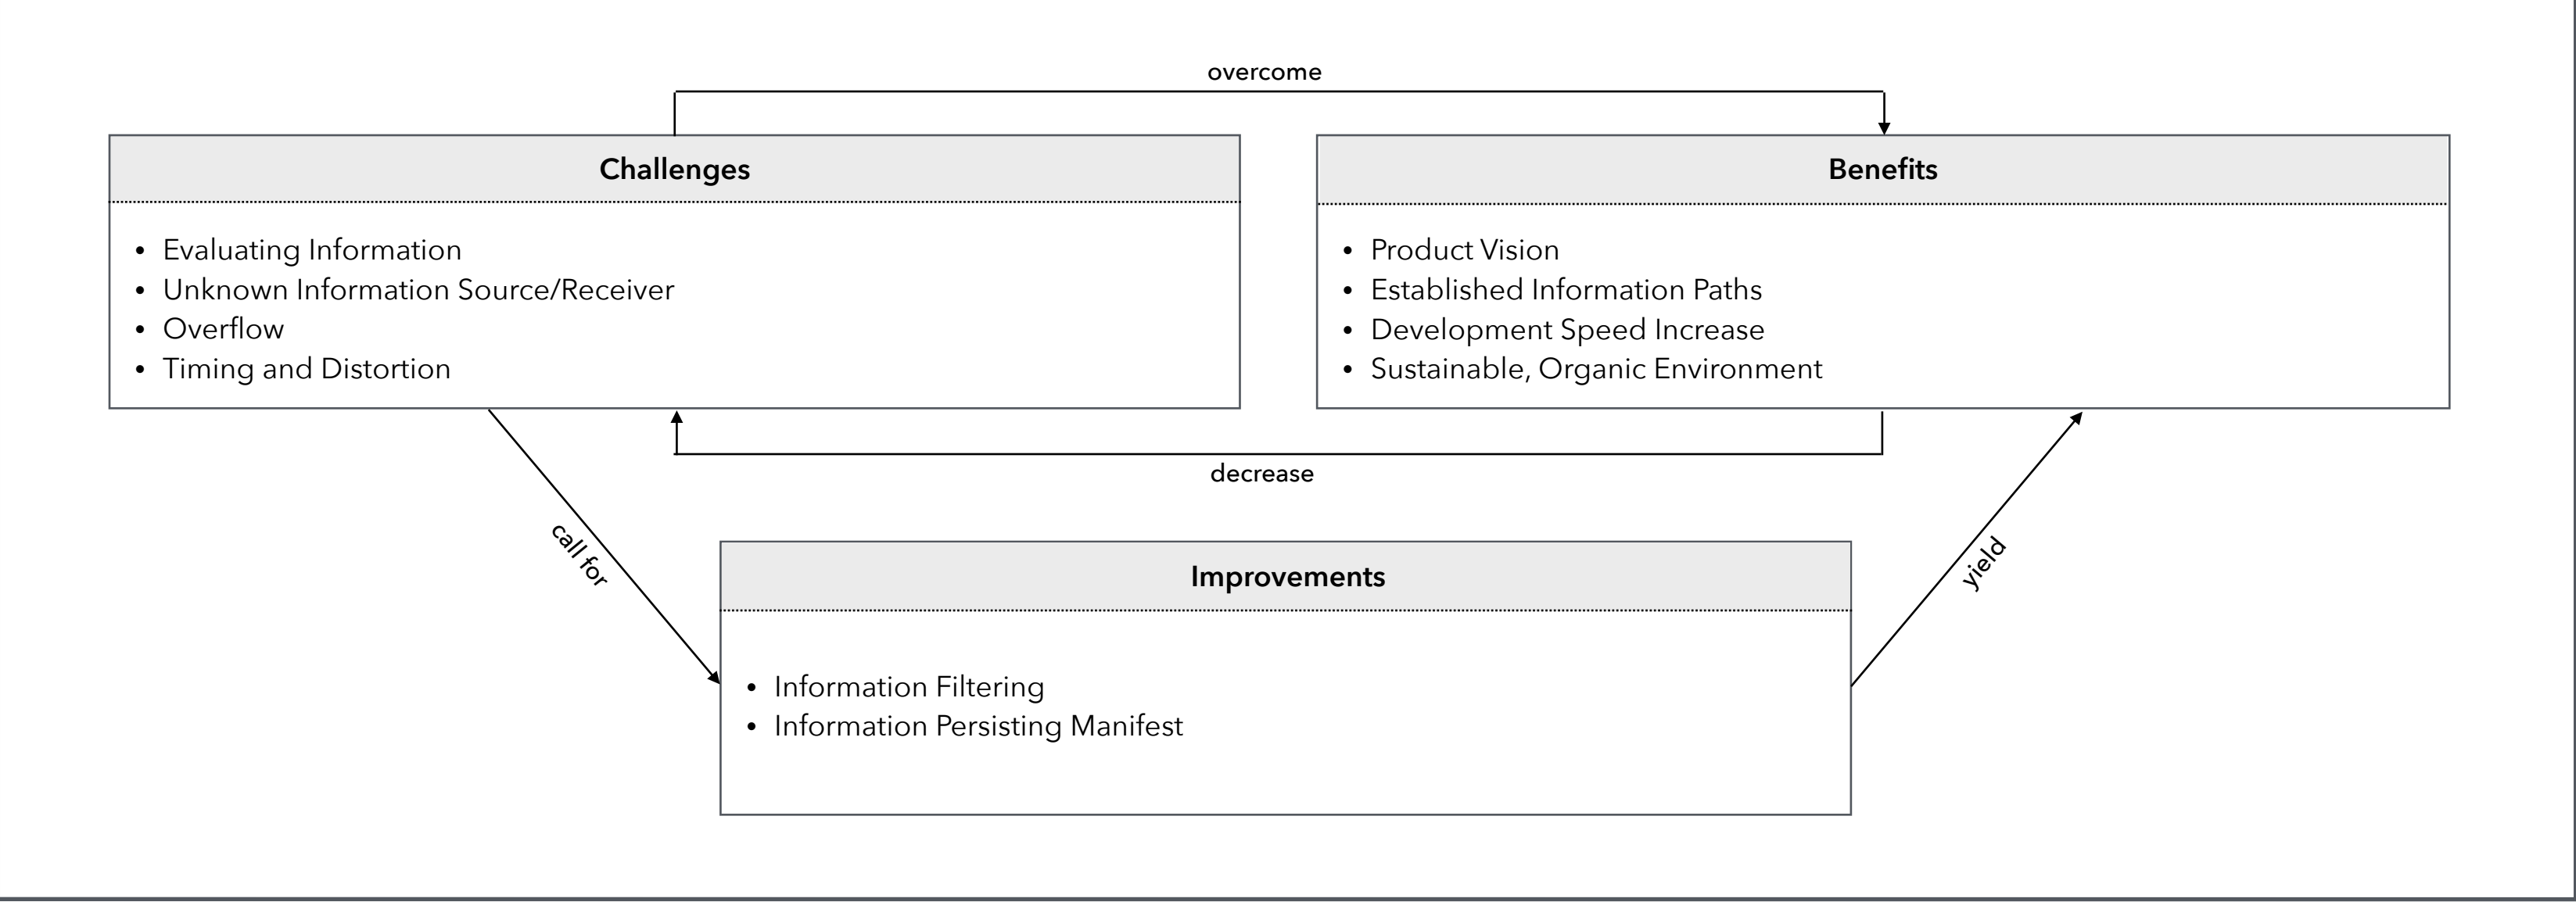 overcome
Challenges
• Evaluating Information
• Unknown Information Source/Receiver
• Overflow
• Timing and Distortion
Benefits
• Product Vision
• Established Information Paths
• Development Speed Increase
• Sustainable, Organic Environment
decrease
call for
yield
Improvements
• Information Filtering
• Information Persisting Manifest